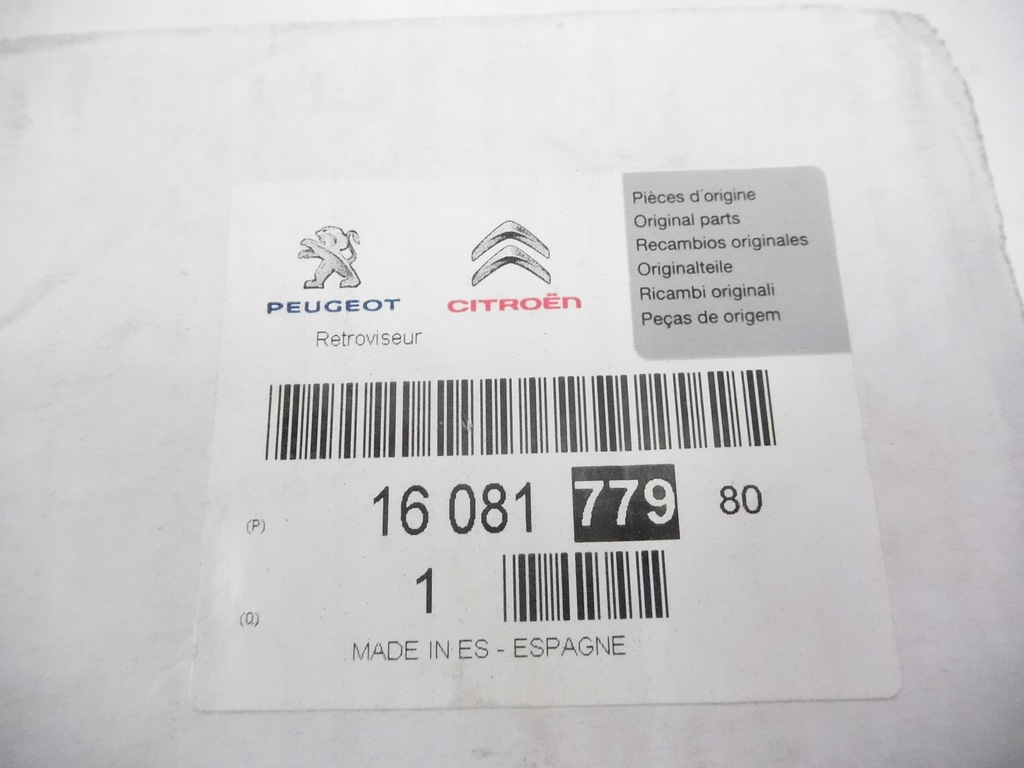 PEUGEOT
CITROËN
Retroviseur
Pièces d'origine
Original parts
Recambios originales
Originalteile
Ricambi originali
Peças de origem
(P) 16 081 779 80
(Q) 1
MADE IN ES - ESPAGNE